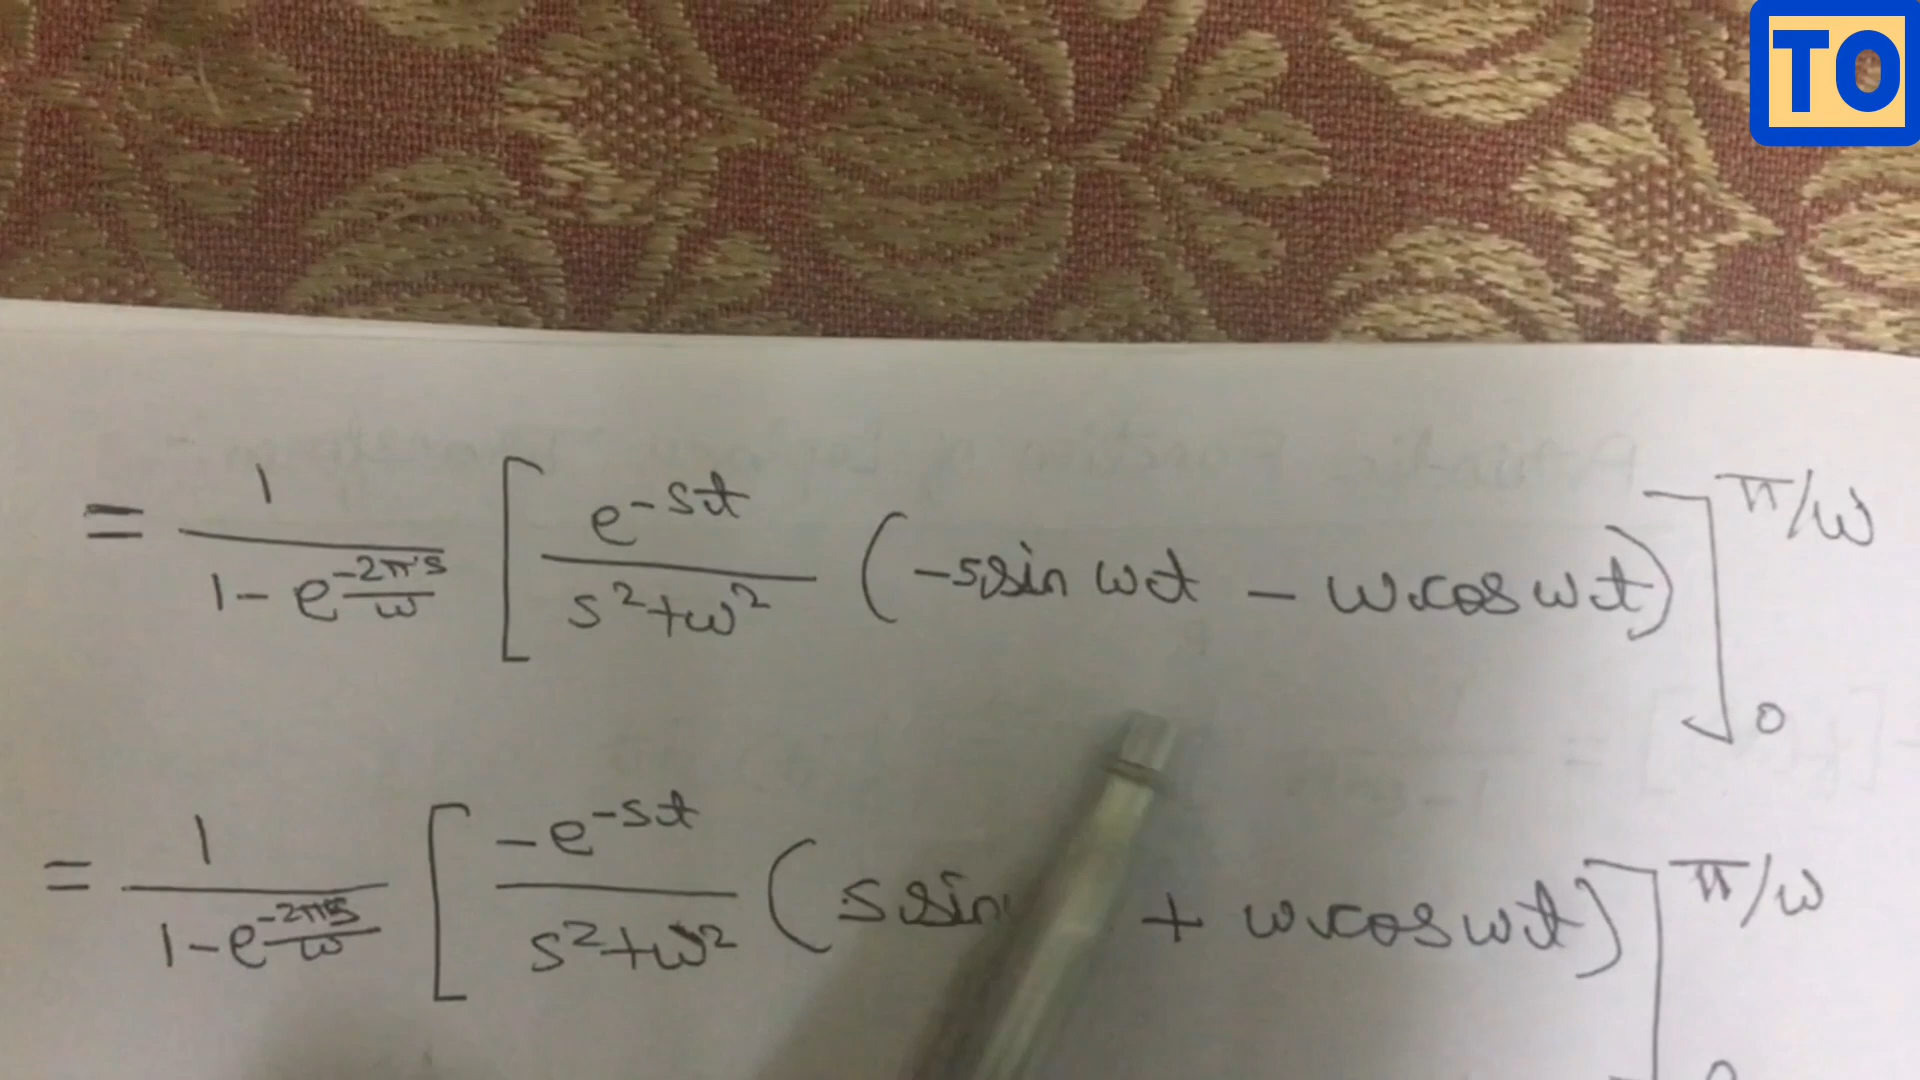 TO
= 1/(1-e^(-2πs/ω)) [ e^(-st)/(s²+ω²) (-s sin ωt - ω.cos ωt) ]_0^(π/ω)
= 1/(1-e^(-2πs/ω)) [ -e^(-st)/(s²+ω²) (s sin + ω.cos ωt) ]_0^(π/ω)